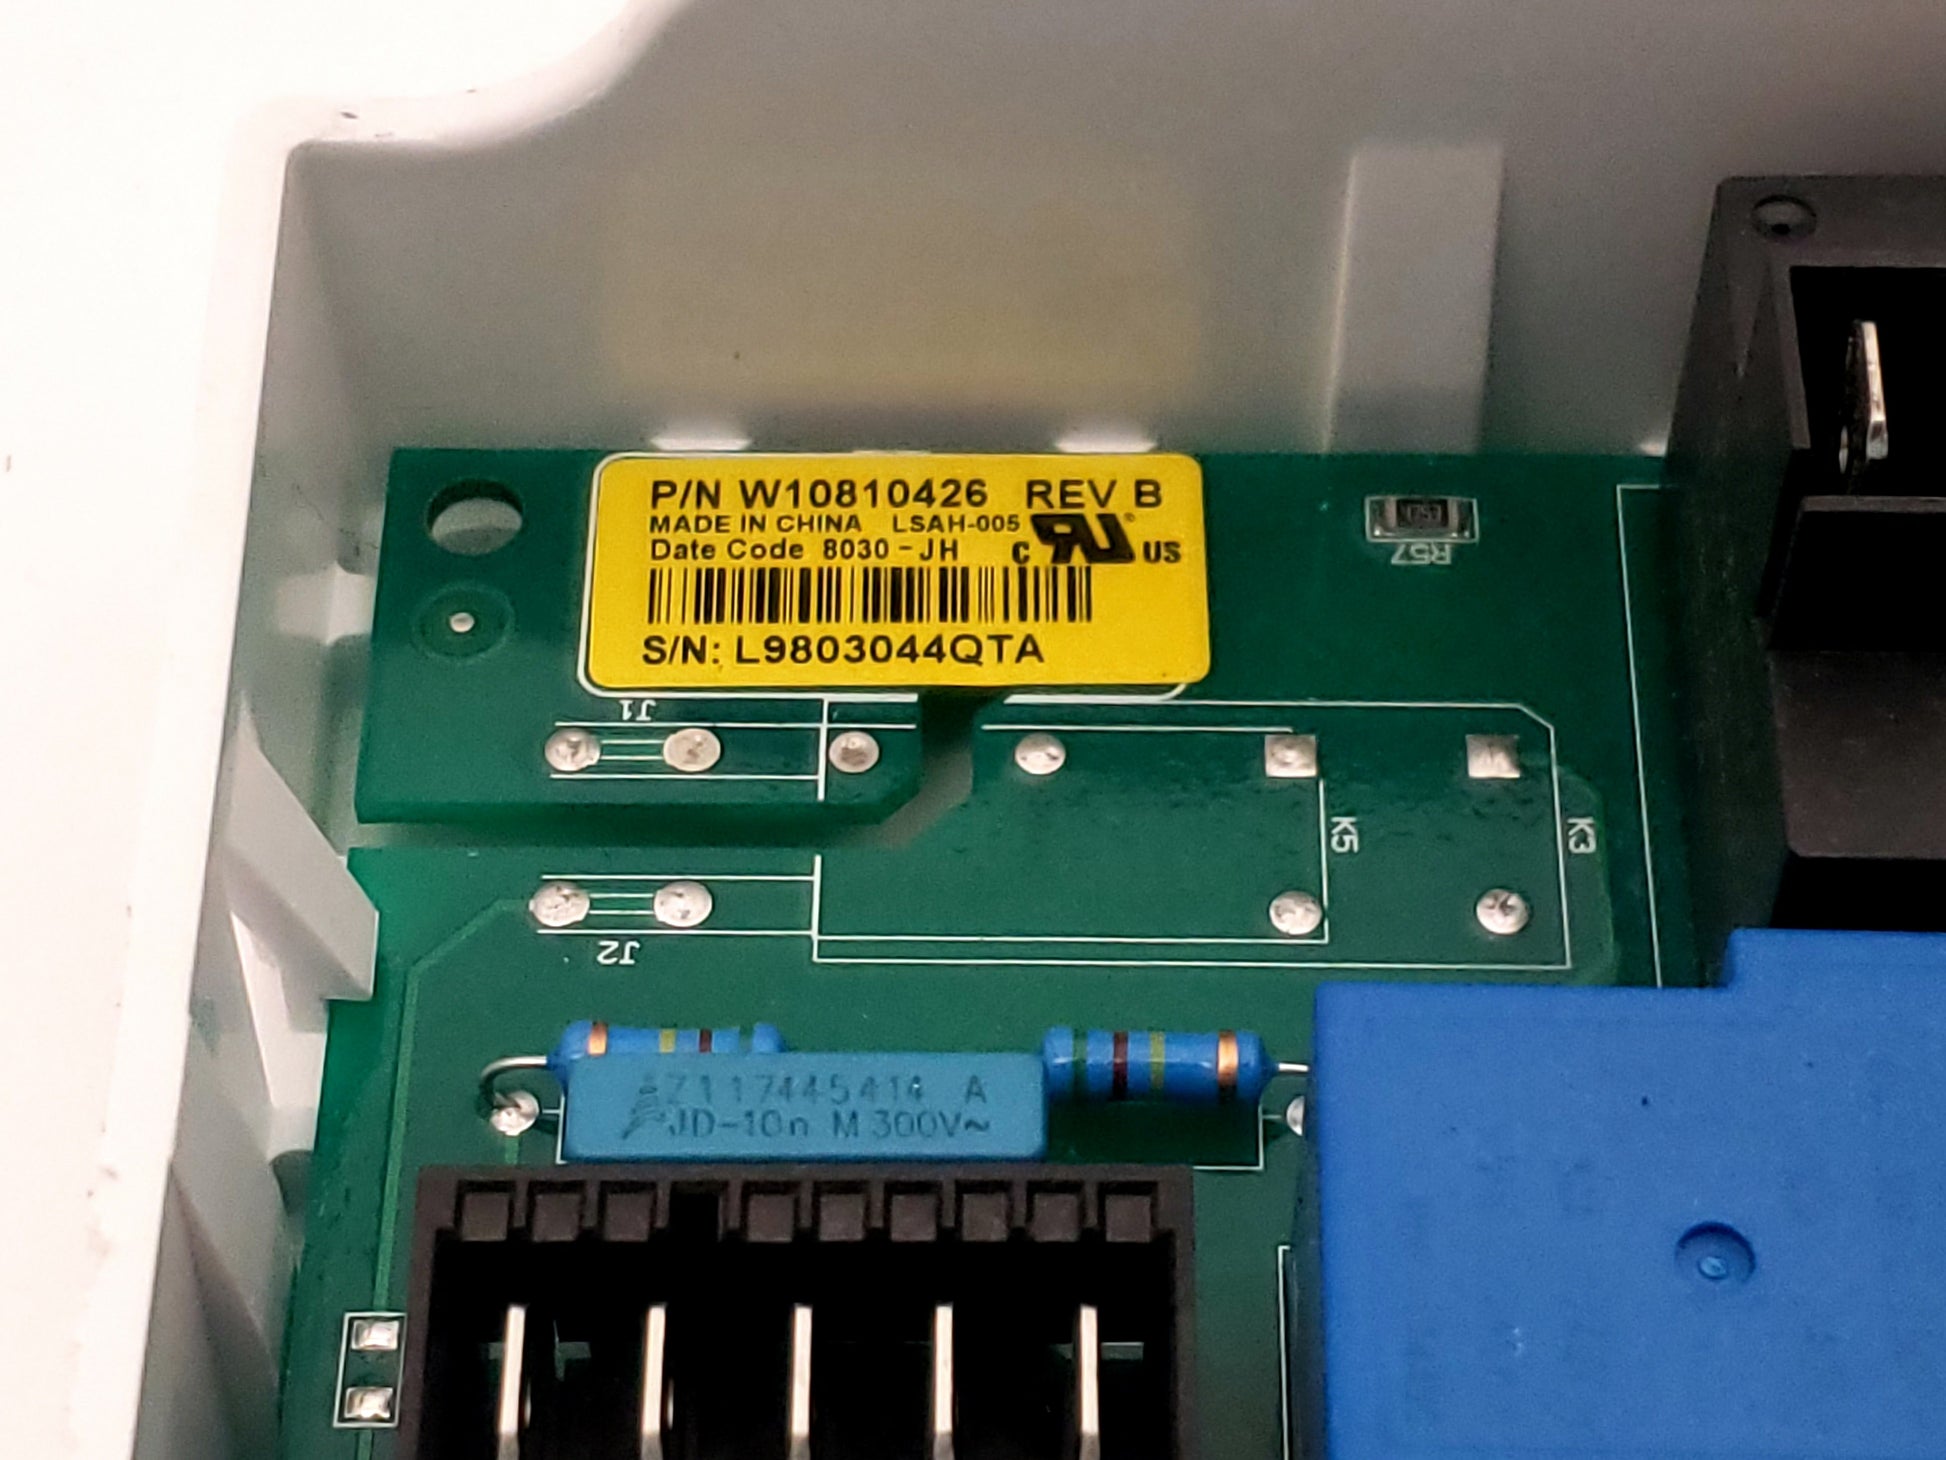 P/N W10810426 REV B
MADE IN CHINA LSAH-005
Date Code 8030-JH c RU® US
S/N: L9803044QTA
R57
J1
K5
K3
J2
Z117445414 A
JD-10n M 300V~